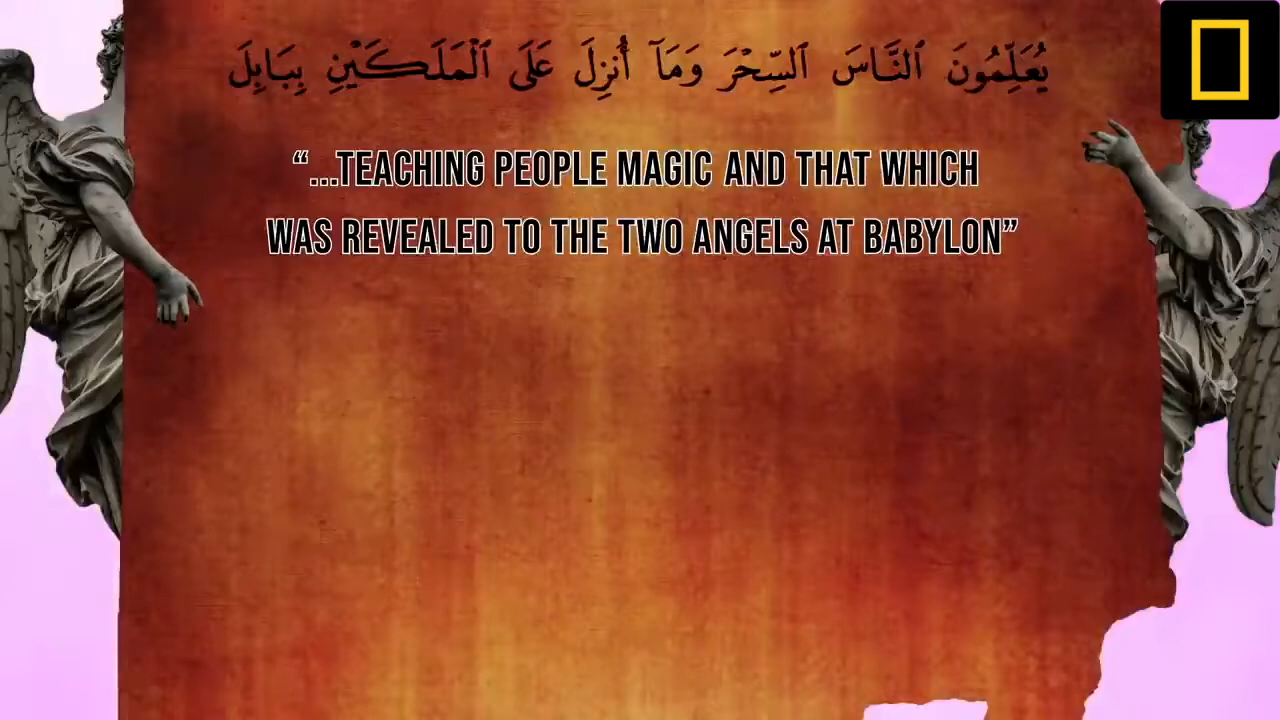 يُعَلِّمُونَ ٱلنَّاسَ ٱلسِّحْرَ وَمَآ أُنزِلَ عَلَى ٱلْمَلَكَيْنِ بِبَابِلَ
“...TEACHING PEOPLE MAGIC AND THAT WHICH
WAS REVEALED TO THE TWO ANGELS AT BABYLON”